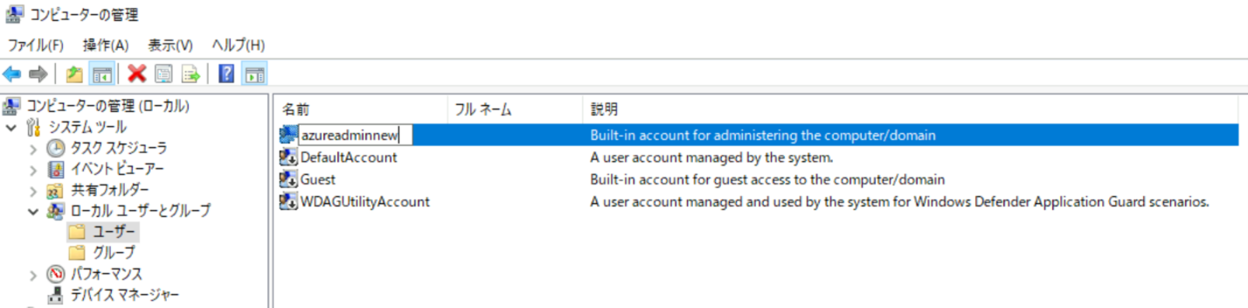 コンピューターの管理
ファイル(F) 操作(A) 表示(V) ヘルプ(H)
コンピューターの管理 (ローカル)
システム ツール
タスク スケジューラ
イベント ビューアー
共有フォルダー
ローカル ユーザーとグループ
ユーザー
グループ
パフォーマンス
デバイス マネージャー
名前 フル ネーム 説明
azureadminnew Built-in account for administering the computer/domain
DefaultAccount A user account managed by the system.
Guest Built-in account for guest access to the computer/domain
WDAGUtilityAccount A user account managed and used by the system for Windows Defender Application Guard scenarios.